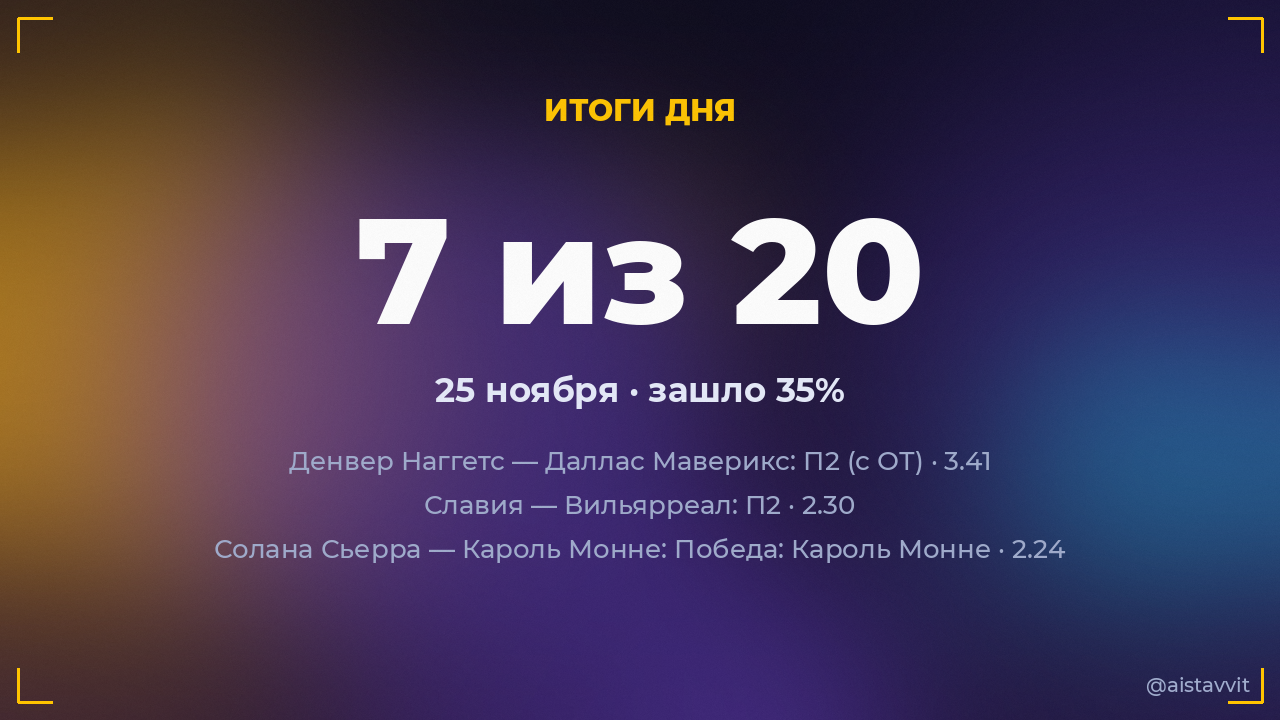 ИТОГИ ДНЯ
7 из 20
25 ноября · зашло 35%
Денвер Наггетс — Даллас Маверикс: П2 (с ОТ) · 3.41
Славия — Вильярреал: П2 · 2.30
Солана Сьерра — Кароль Монне: Победа: Кароль Монне · 2.24
@aistavvit